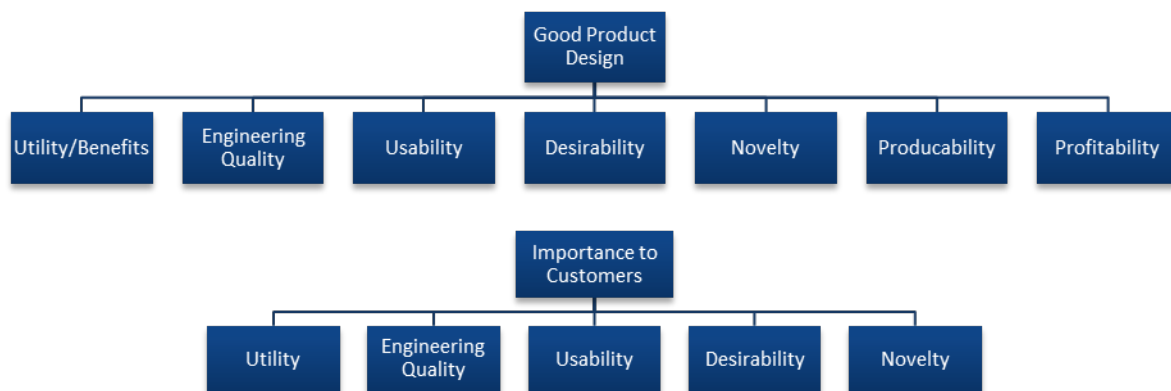 Good Product
Design
Utility/Benefits
Engineering
Quality
Usability
Desirability
Novelty
Producability
Profitability
Importance to
Customers
Utility
Engineering
Quality
Usability
Desirability
Novelty